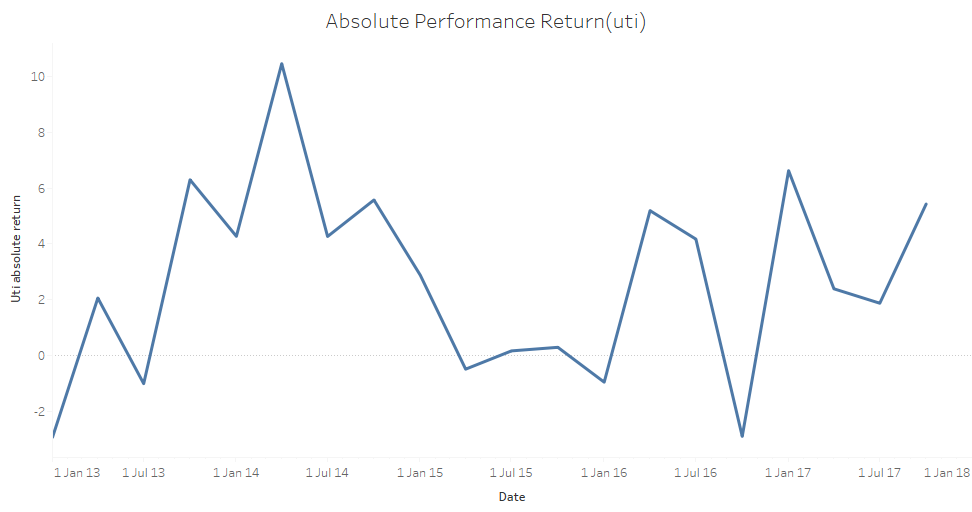 Absolute Performance Return(uti)
10
8
6
4
2
0
-2
Uti absolute return
1 Jan 13 1 Jul 13 1 Jan 14 1 Jul 14 1 Jan 15 1 Jul 15 1 Jan 16 1 Jul 16 1 Jan 17 1 Jul 17 1 Jan 18
Date